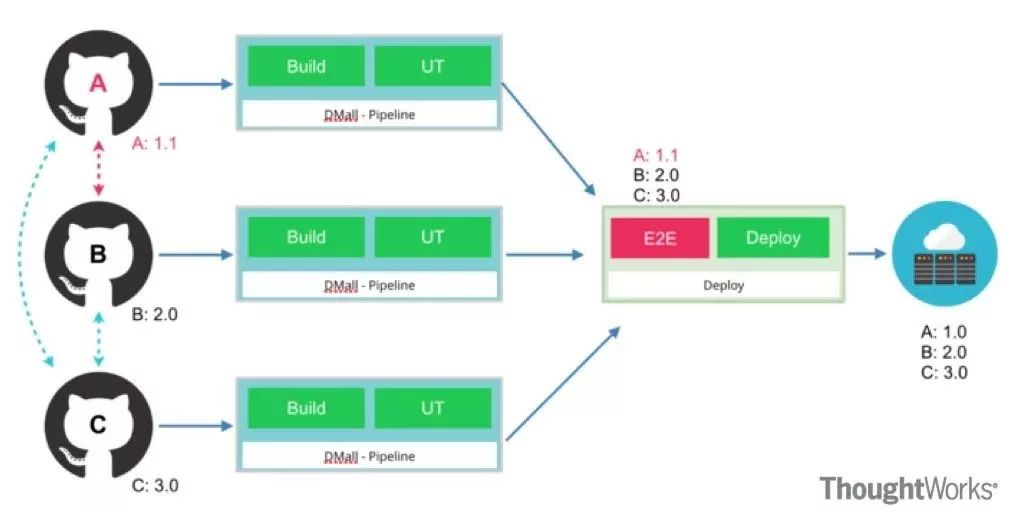 A
Build
UT
DMall - Pipeline
A: 1.1
A: 1.1
B: 2.0
C: 3.0
B
Build
UT
DMall - Pipeline
B: 2.0
E2E
Deploy
Deploy
A: 1.0
B: 2.0
C: 3.0
C
Build
UT
DMall - Pipeline
C: 3.0
ThoughtWorks®